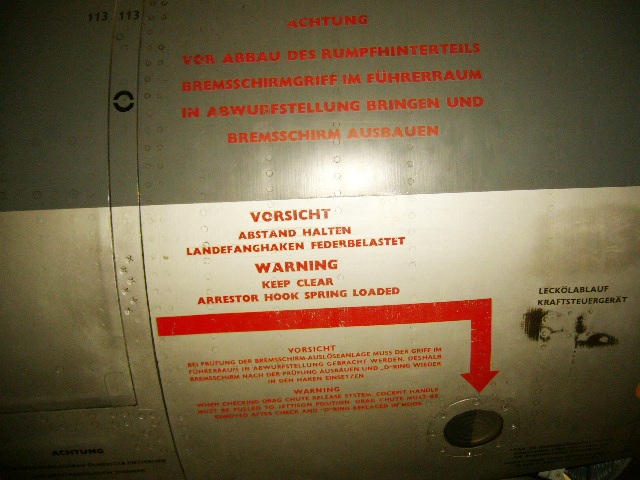 113 113
ACHTUNG
VOR ABBAU DES RUMPFHINTERTEILS
BREMSSCHIRMGRIFF IM FÜHRERRAUM
IN ABWURFSTELLUNG BRINGEN UND
BREMSSCHIRM AUSBAUEN
VORSICHT
ABSTAND HALTEN
LANDEFANGHAKEN FEDERBELASTET
WARNING
KEEP CLEAR
ARRESTOR HOOK SPRING LOADED
LECKÖLABLAUF
KRAFTSTEUERGERÄT
VORSICHT
BEI PRÜFUNG DER BREMSSCHIRM-AUSLÖSEANLAGE MUSS DER GRIFF IM
FÜHRERRAUM IN ABWURFSTELLUNG GEBRACHT WERDEN. DESHALB
BREMSSCHIRM NACH DER PRÜFUNG AUSBAUEN UND „D"-RING WIEDER
IN DEN HAKEN EINSETZEN.
WARNING
WHEN CHECKING DRAG CHUTE RELEASE SYSTEM, COCKPIT HANDLE
MUST BE PULLED TO JETTISON POSITION. DRAG CHUTE MUST BE
REMOVED AFTER CHECK AND "D"-RING REPLACED IN HOOK.
ACHTUNG